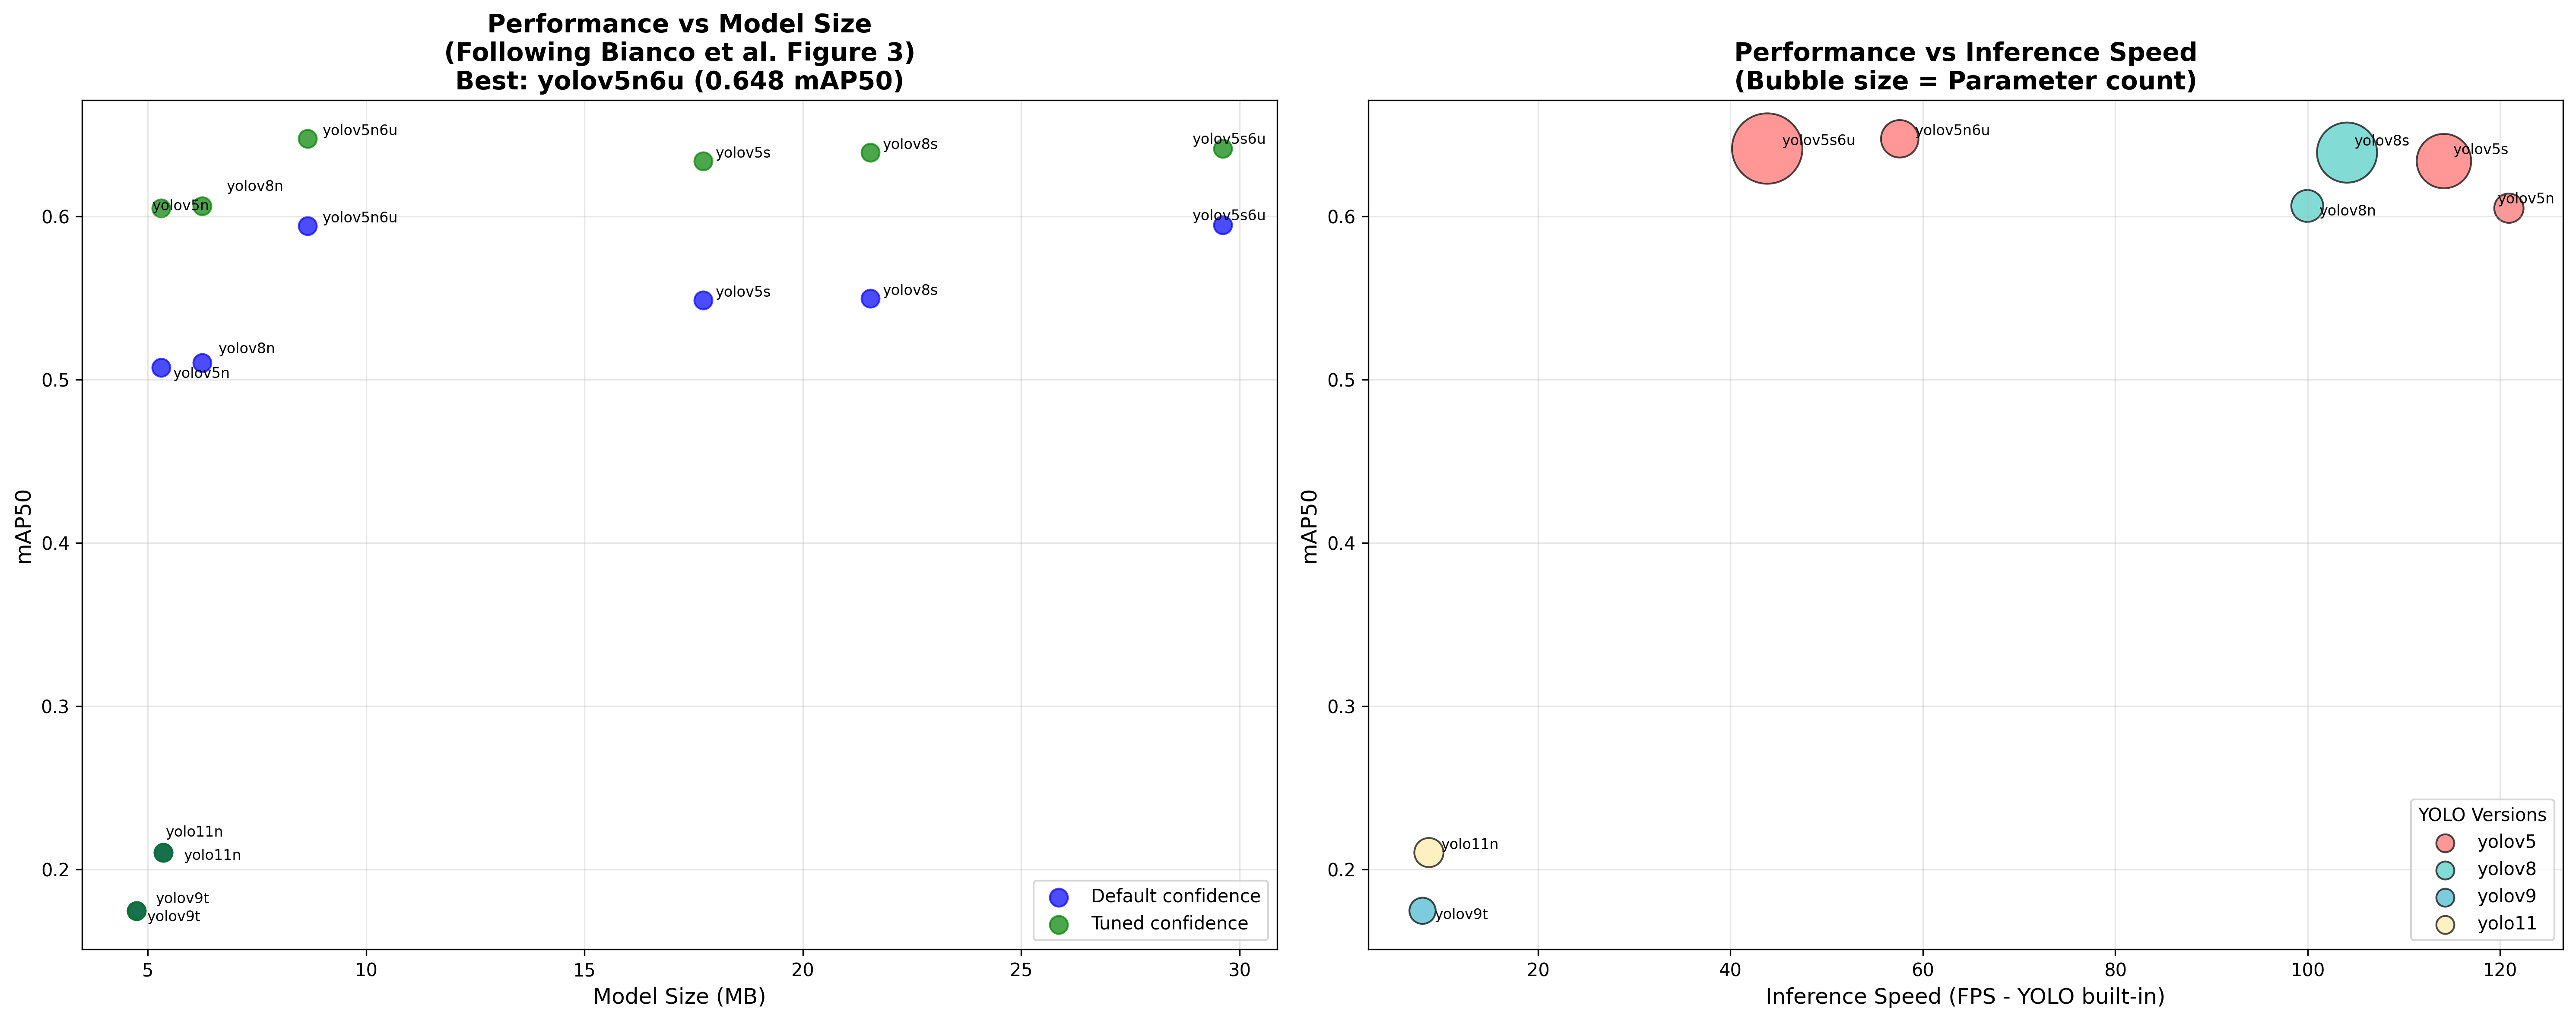 Performance vs Model Size
(Following Bianco et al. Figure 3)
Best: yolov5n6u (0.648 mAP50)
mAP50
0.6
0.5
0.4
0.3
0.2
yolov5n6u
yolov5s
yolov8s
yolov5s6u
yolov8n
yolov5n
yolov5n6u
yolov5s6u
yolov5s
yolov8s
yolov8n
yolov5n
yolo11n
yolo11n
yolov9t
yolov9t
Default confidence
Tuned confidence
5
10
15
20
25
30
Model Size (MB)
Performance vs Inference Speed
(Bubble size = Parameter count)
mAP50
0.6
0.5
0.4
0.3
0.2
yolov5s6u
yolov5n6u
yolov8s
yolov5s
yolov8n
yolov5n
yolo11n
yolov9t
YOLO Versions
yolov5
yolov8
yolov9
yolo11
20
40
60
80
100
120
Inference Speed (FPS - YOLO built-in)